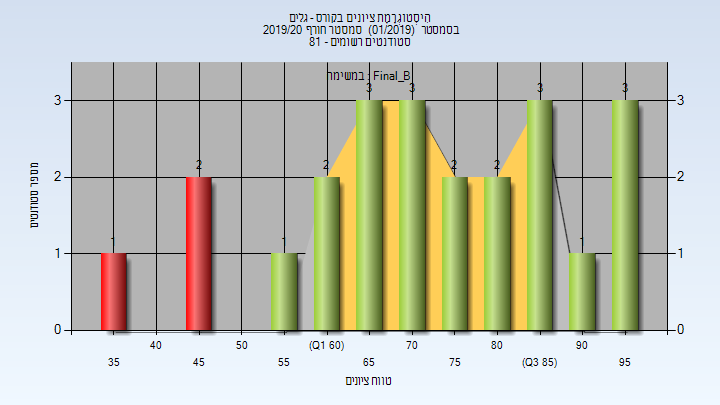 היסטוגרמת ציונים בקורס - גלים
בסמסטר (01/2019) סמסטר חורף 2019/20
סטודנטים רשומים - 81
במשימה : Final_B
מספר סטודנטים
3 3 3 3 3 3
2 2 2 2 2 2
1 1 1 1 1
0 0
40 50 (Q1 60) 70 80 90
35 45 55 65 75 (Q3 85) 95
טווח ציונים